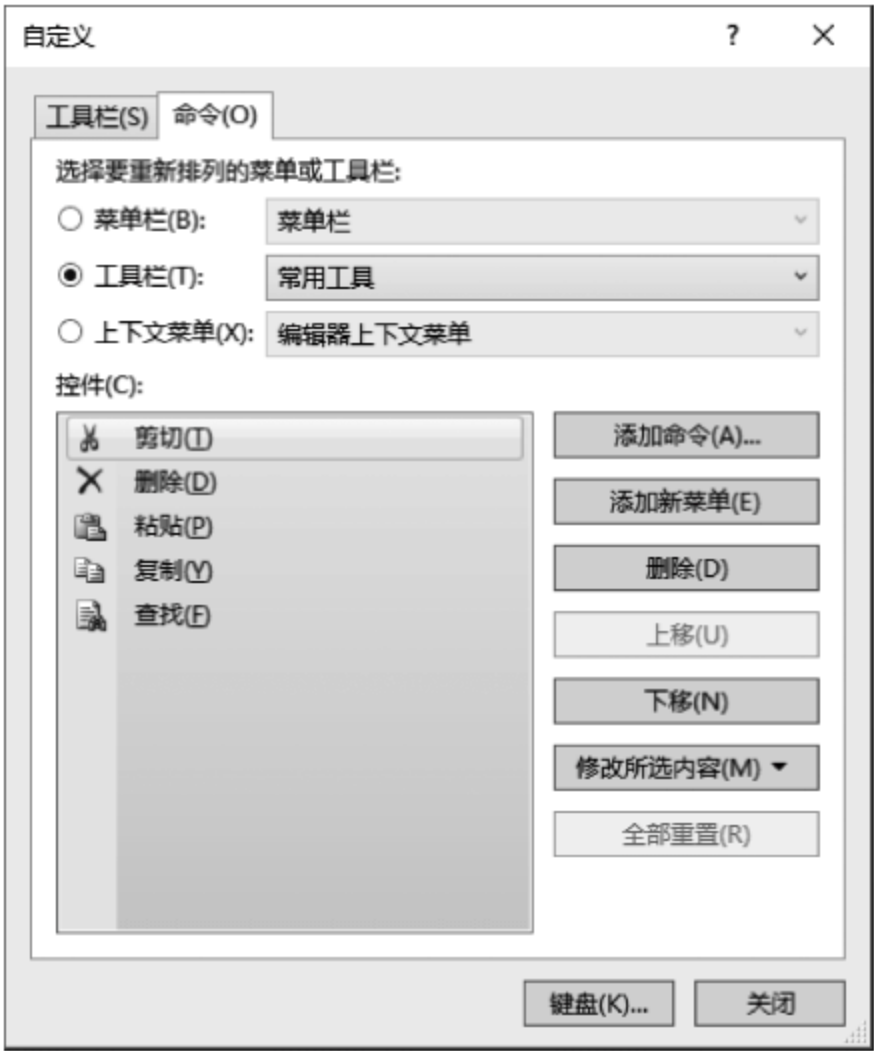 自定义 ? ×
工具栏(S) 命令(O)
选择要重新排列的菜单或工具栏:
菜单栏(B): 菜单栏
工具栏(T): 常用工具
上下文菜单(X): 编辑器上下文菜单
控件(C):
剪切(T) 添加命令(A)...
删除(D) 添加新菜单(E)
粘贴(P) 删除(D)
复制(Y) 上移(U)
查找(F) 下移(N)
修改所选内容(M)
全部重置(R)
键盘(K)... 关闭